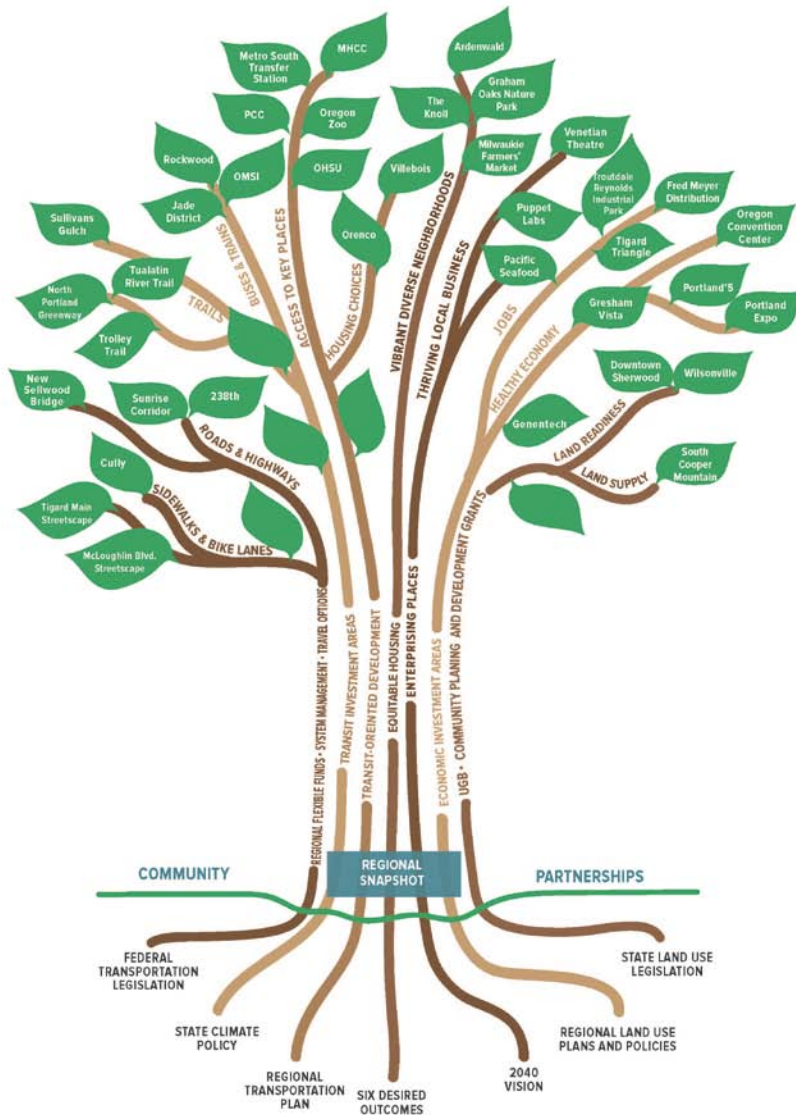 MHCC
Metro South
Transfer
Station
Ardenwald
Graham
Oaks Nature
Park
The
Knoll
PCC
Oregon
Zoo
Milwaukie
Farmers'
Market
Venetian
Theatre
Rockwood
OMSI
OHSU
Villebois
Troutdale
Reynolds
Industrial
Park
Fred Meyer
Distribution
Jade
District
Puppet
Labs
Oregon
Convention
Center
Sullivans
Gulch
Orenco
Pacific
Seafood
Tigard
Triangle
Tualatin
River Trail
North
Portland
Greenway
Trolley
Trail
Gresham
Vista
Portland'5
Portland
Expo
TRAILS
BUSES & TRAINS
ACCESS TO KEY PLACES
HOUSING CHOICES
VIBRANT DIVERSE NEIGHBORHOODS
THRIVING LOCAL BUSINESS
JOBS
HEALTHY ECONOMY
New
Sellwood
Bridge
Sunrise
Corridor
238th
Downtown
Sherwood
Wilsonville
ROADS & HIGHWAYS
Genentech
LAND READINESS
Cully
South
Cooper
Mountain
LAND SUPPLY
SIDEWALKS & BIKE LANES
Tigard Main
Streetscape
McLoughlin Blvd.
Streetscape
REGIONAL FLEXIBLE FUNDS • SYSTEM MANAGEMENT • TRAVEL OPTIONS
TRANSIT INVESTMENT AREAS
TRANSIT-OREINTED DEVELOPMENT
EQUITABLE HOUSING
ENTERPRISING PLACES
ECONOMIC INVESTMENT AREAS
UGB • COMMUNITY PLANING AND DEVELOPMENT GRANTS
COMMUNITY
REGIONAL
SNAPSHOT
PARTNERSHIPS
FEDERAL
TRANSPORTATION
LEGISLATION
STATE LAND USE
LEGISLATION
STATE CLIMATE
POLICY
REGIONAL LAND USE
PLANS AND POLICIES
REGIONAL
TRANSPORTATION
PLAN
SIX DESIRED
OUTCOMES
2040
VISION